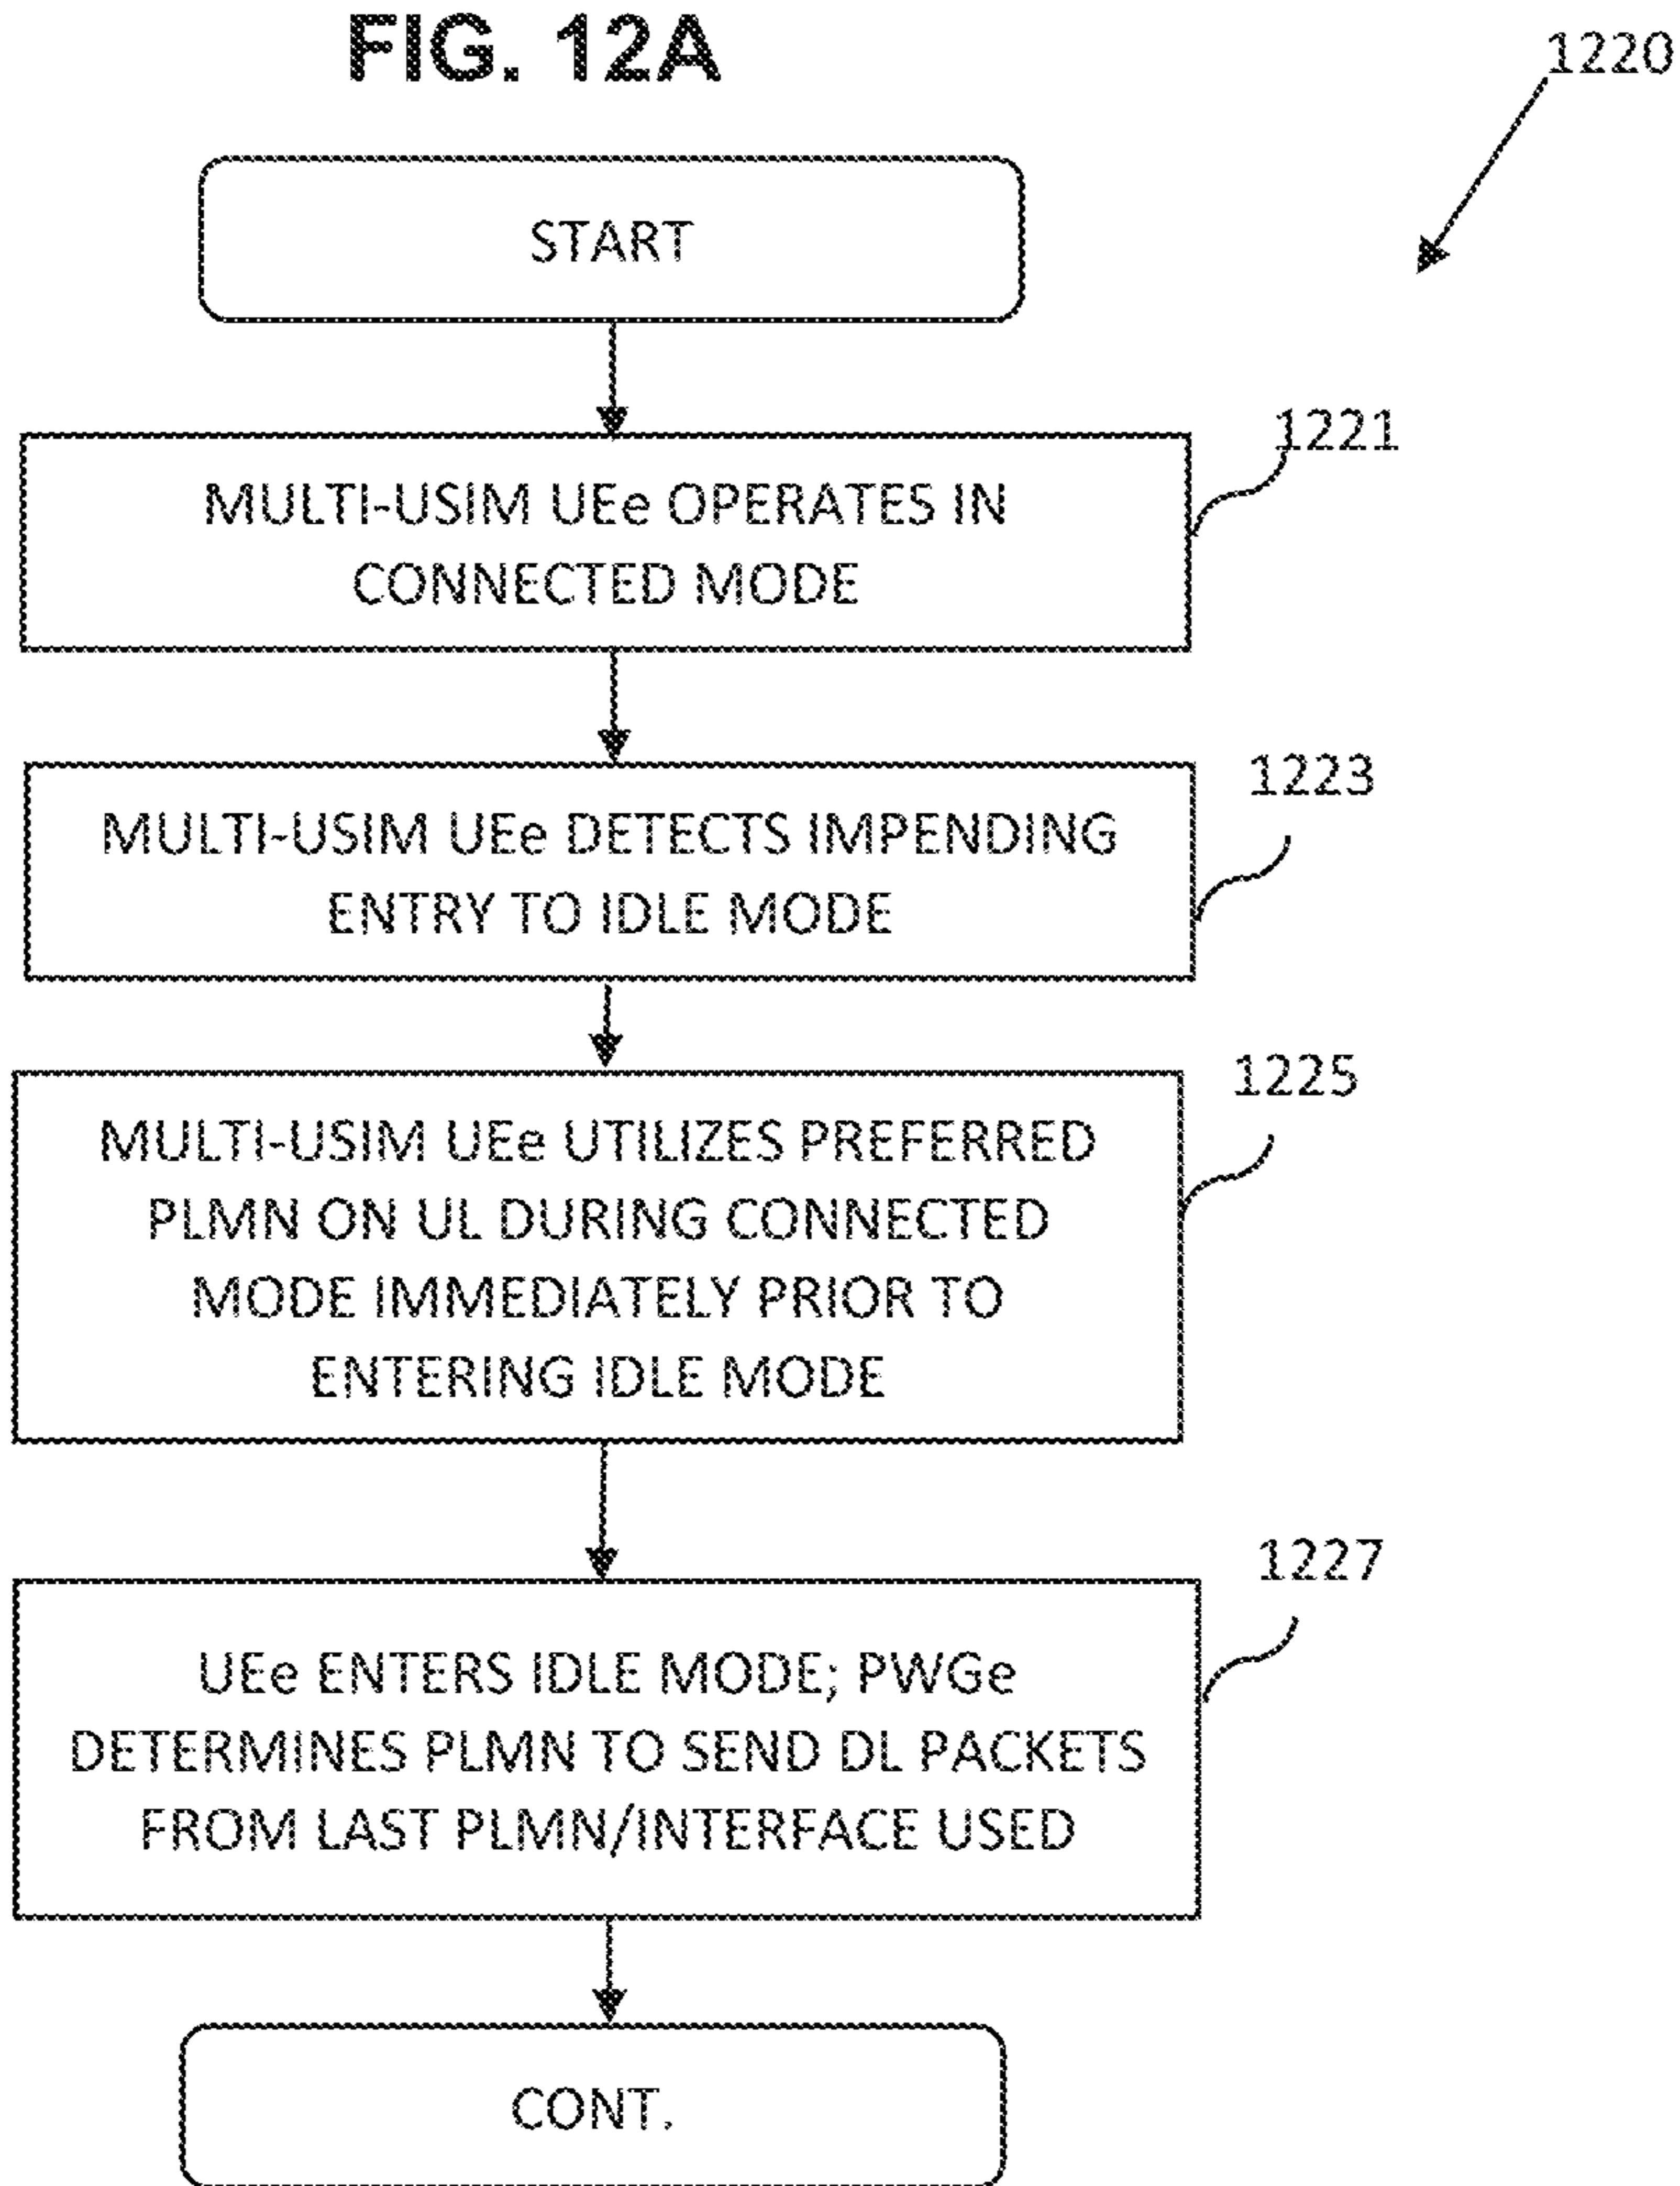 FIG. 12A
1220
START
1221
MULTI-USIM UEe OPERATES IN
CONNECTED MODE
1223
MULTI-USIM UEe DETECTS IMPENDING
ENTRY TO IDLE MODE
1225
MULTI-USIM UEe UTILIZES PREFERRED
PLMN ON UL DURING CONNECTED
MODE IMMEDIATELY PRIOR TO
ENTERING IDLE MODE
1227
UEe ENTERS IDLE MODE; PWGe
DETERMINES PLMN TO SEND DL PACKETS
FROM LAST PLMN/INTERFACE USED
CONT.